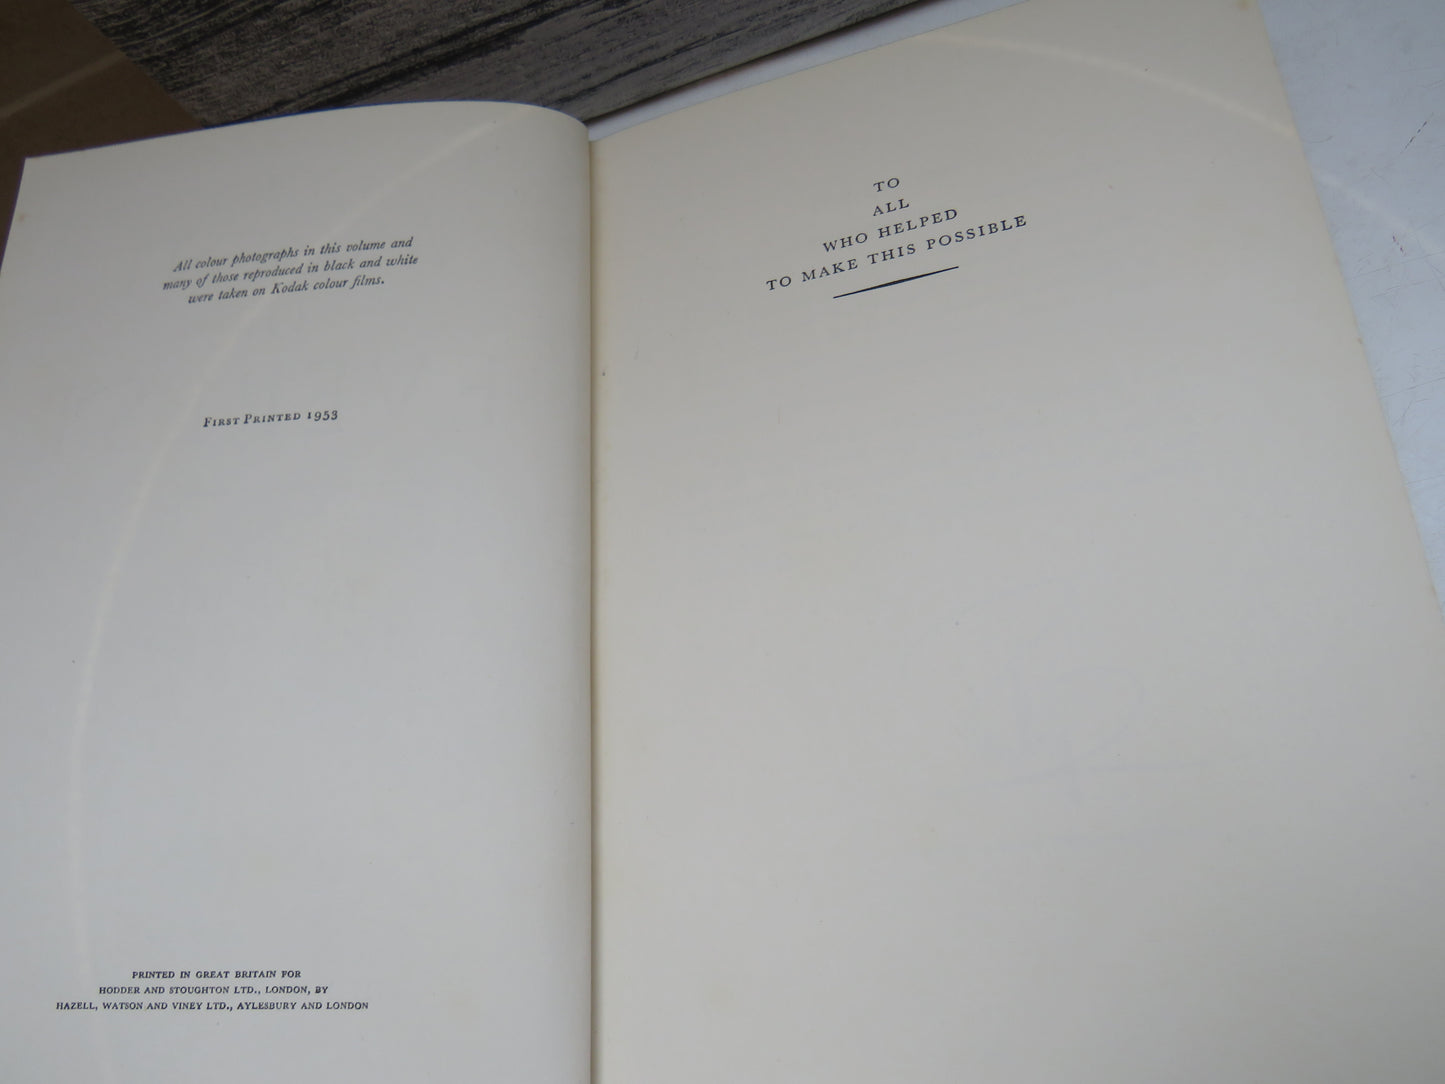 All colour photographs in this volume and
many of those reproduced in black and white
were taken on Kodak colour films.
FIRST PRINTED 1953
PRINTED IN GREAT BRITAIN FOR
HODDER AND STOUGHTON LTD., LONDON, BY
HAZELL, WATSON AND VINEY LTD., AYLESBURY AND LONDON
TO
ALL
WHO HELPED
TO MAKE THIS POSSIBLE